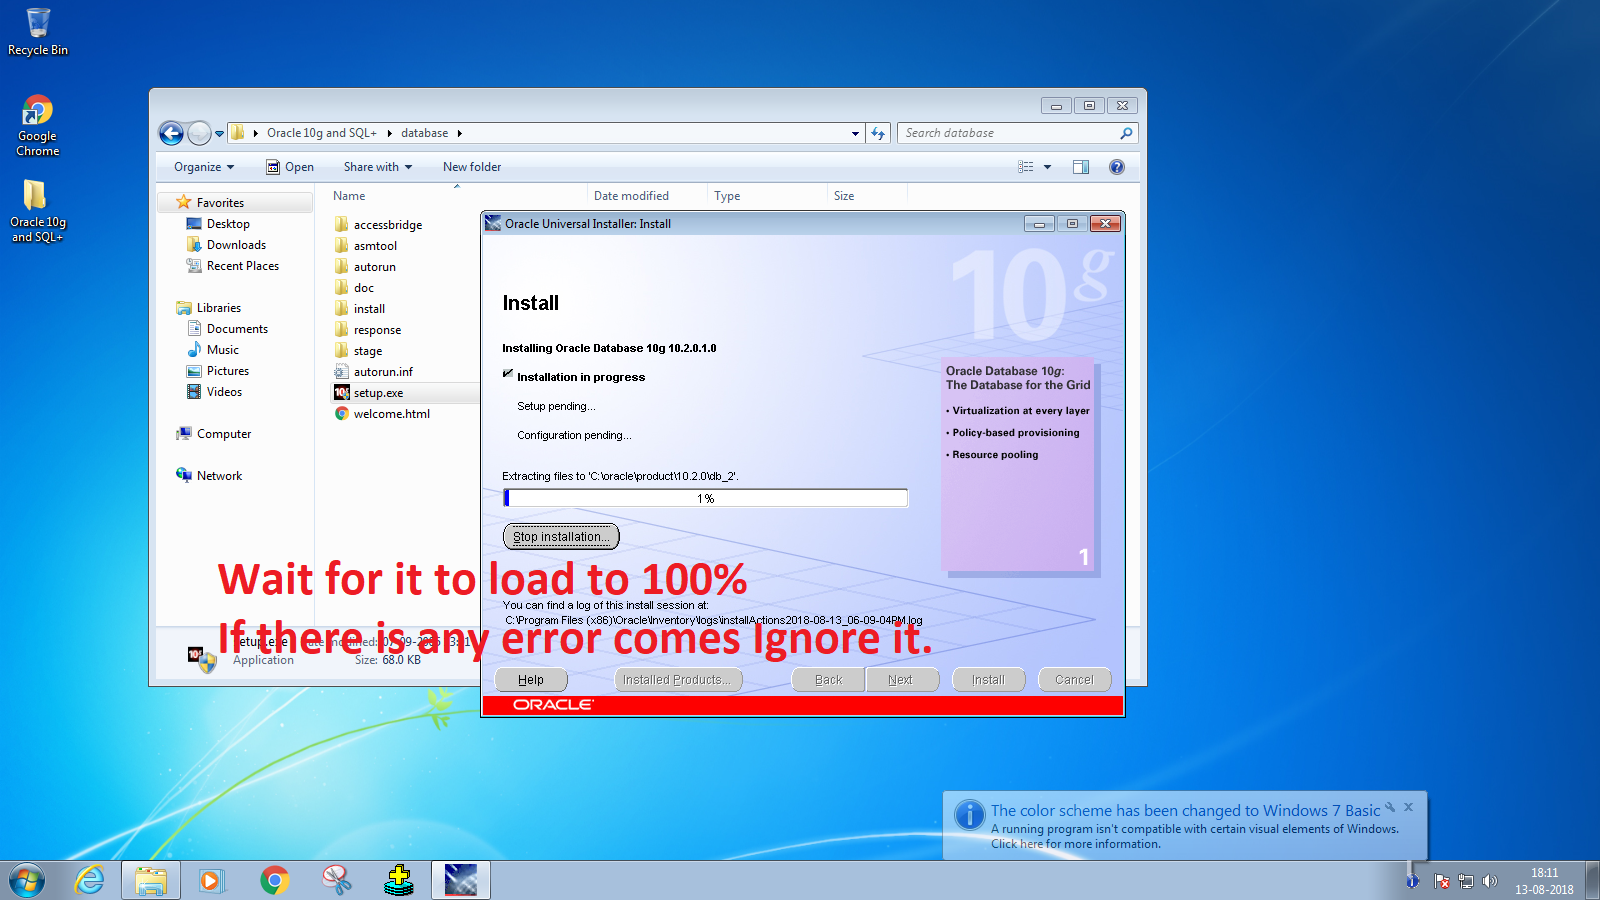 Recycle Bin
Google
Chrome
Oracle 10g
and SQL+
Oracle 10g and SQL+
database
Search database
Organize
Open
Share with
New folder
Favorites
Desktop
Downloads
Recent Places
Libraries
Documents
Music
Pictures
Videos
Computer
Network
Name
Date modified
Type
Size
accessbridge
asmtool
autorun
doc
install
response
stage
autorun.inf
setup.exe
welcome.html
Oracle Universal Installer: Install
10g
Install
Installing Oracle Database 10g 10.2.0.1.0
Installation in progress
Setup pending...
Configuration pending...
Extracting files to 'C:\oracle\product\10.2.0\db_2'.
1%
Stop installation...
Oracle Database 10g:
The Database for the Grid
• Virtualization at every layer
• Policy-based provisioning
• Resource pooling
1
Wait for it to load to 100%
You can find a log of this install session at:
C:\Program Files (x86)\Oracle\Inventory\logs\installActions2018-08-13_06-09-04PM.log
If there is any error comes Ignore it.
setup.exe
Application
Size: 68.0 KB
Help
Installed Products...
Back
Next
Install
Cancel
ORACLE
The color scheme has been changed to Windows 7 Basic
A running program isn't compatible with certain visual elements of Windows.
Click here for more information.
18:11
13-08-2018